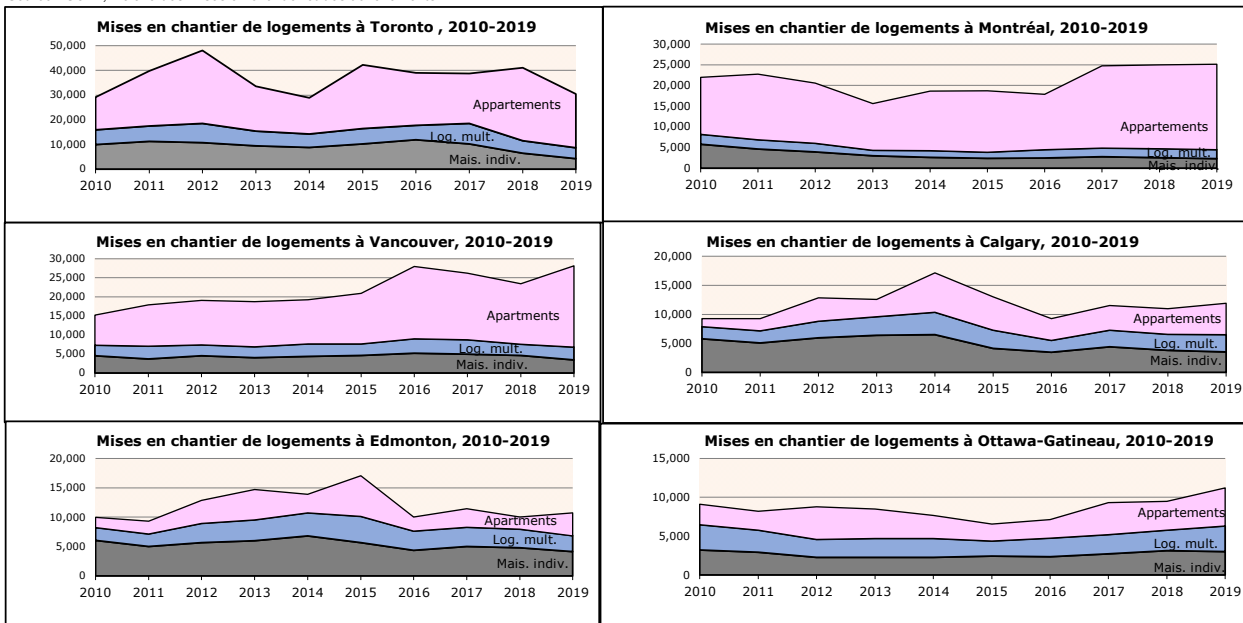 Mises en chantier de logements à Toronto , 2010-2019
50,000
40,000
30,000
20,000
10,000
0
Appartements
Log. mult.
Mais. indiv.
2010 2011 2012 2013 2014 2015 2016 2017 2018 2019
Mises en chantier de logements à Montréal, 2010-2019
30,000
25,000
20,000
15,000
10,000
5,000
0
Appartements
Log. mult.
Mais. indiv.
2010 2011 2012 2013 2014 2015 2016 2017 2018 2019
Mises en chantier de logements à Vancouver, 2010-2019
30,000
25,000
20,000
15,000
10,000
5,000
0
Apartments
Log. mult.
Mais. indiv.
2010 2011 2012 2013 2014 2015 2016 2017 2018 2019
Mises en chantier de logements à Calgary, 2010-2019
20,000
15,000
10,000
5,000
0
Appartements
Log. mult.
Mais. indiv.
2010 2011 2012 2013 2014 2015 2016 2017 2018 2019
Mises en chantier de logements à Edmonton, 2010-2019
20,000
15,000
10,000
5,000
0
Apartments
Log. mult.
Mais. indiv.
2010 2011 2012 2013 2014 2015 2016 2017 2018 2019
Mises en chantier de logements à Ottawa-Gatineau, 2010-2019
15,000
10,000
5,000
0
Appartements
Log. mult.
Mais. indiv.
2010 2011 2012 2013 2014 2015 2016 2017 2018 2019